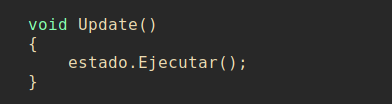 void Update()
{
    estado.Ejecutar();
}